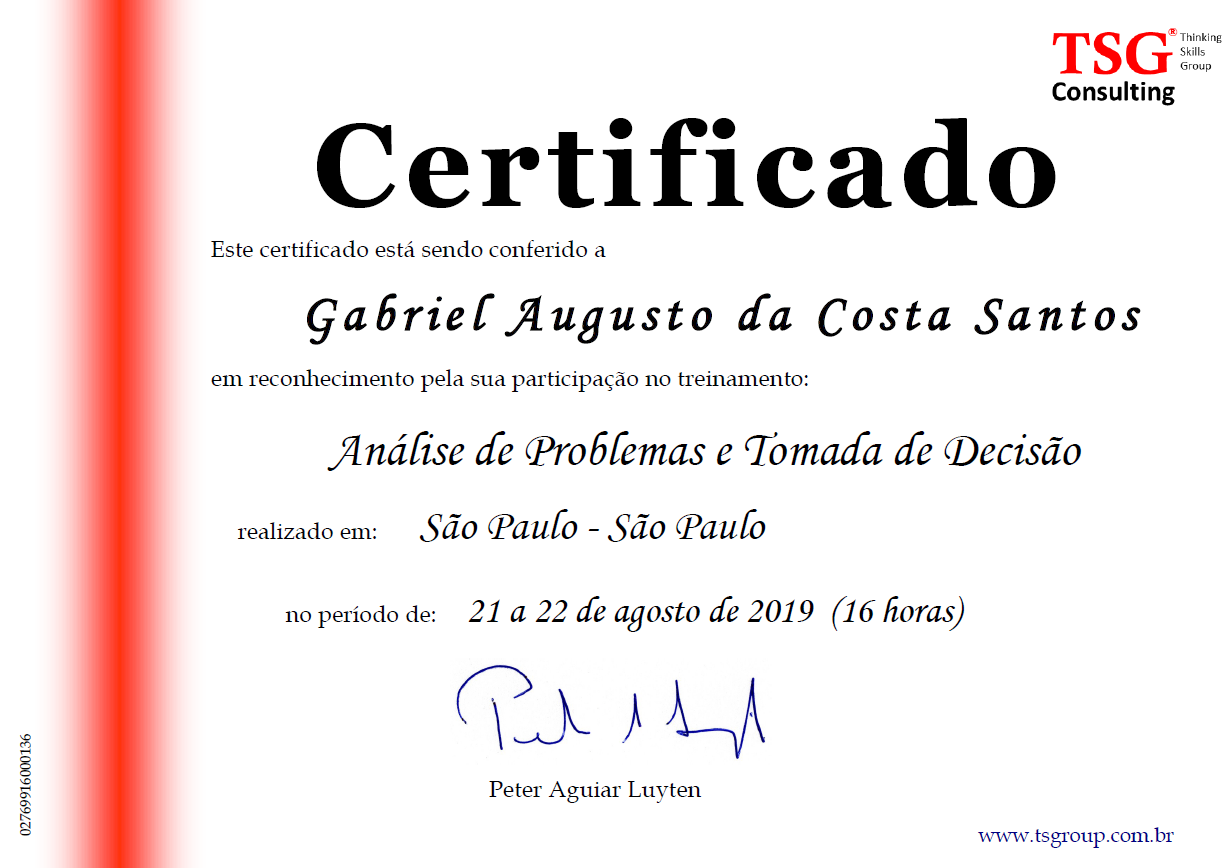 TSG® Thinking
Skills
Group
Consulting
Certificado
Este certificado está sendo conferido a
Gabriel Augusto da Costa Santos
em reconhecimento pela sua participação no treinamento:
Análise de Problemas e Tomada de Decisão
realizado em: São Paulo - São Paulo
no período de: 21 a 22 de agosto de 2019 (16 horas)
Peter Aguiar Luyten
02769916000136
www.tsgroup.com.br